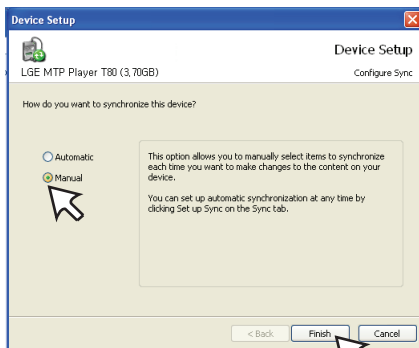 Device Setup
Device Setup
LGE MTP Player T80 (3,70GB)
Configure Sync
How do you want to synchronize this device?
Automatic
Manual
This option allows you to manually select items to synchronize
each time you want to make changes to the content on your
device.
You can set up automatic synchronization at any time by
clicking Set up Sync on the Sync tab.
< Back
Finish
Cancel